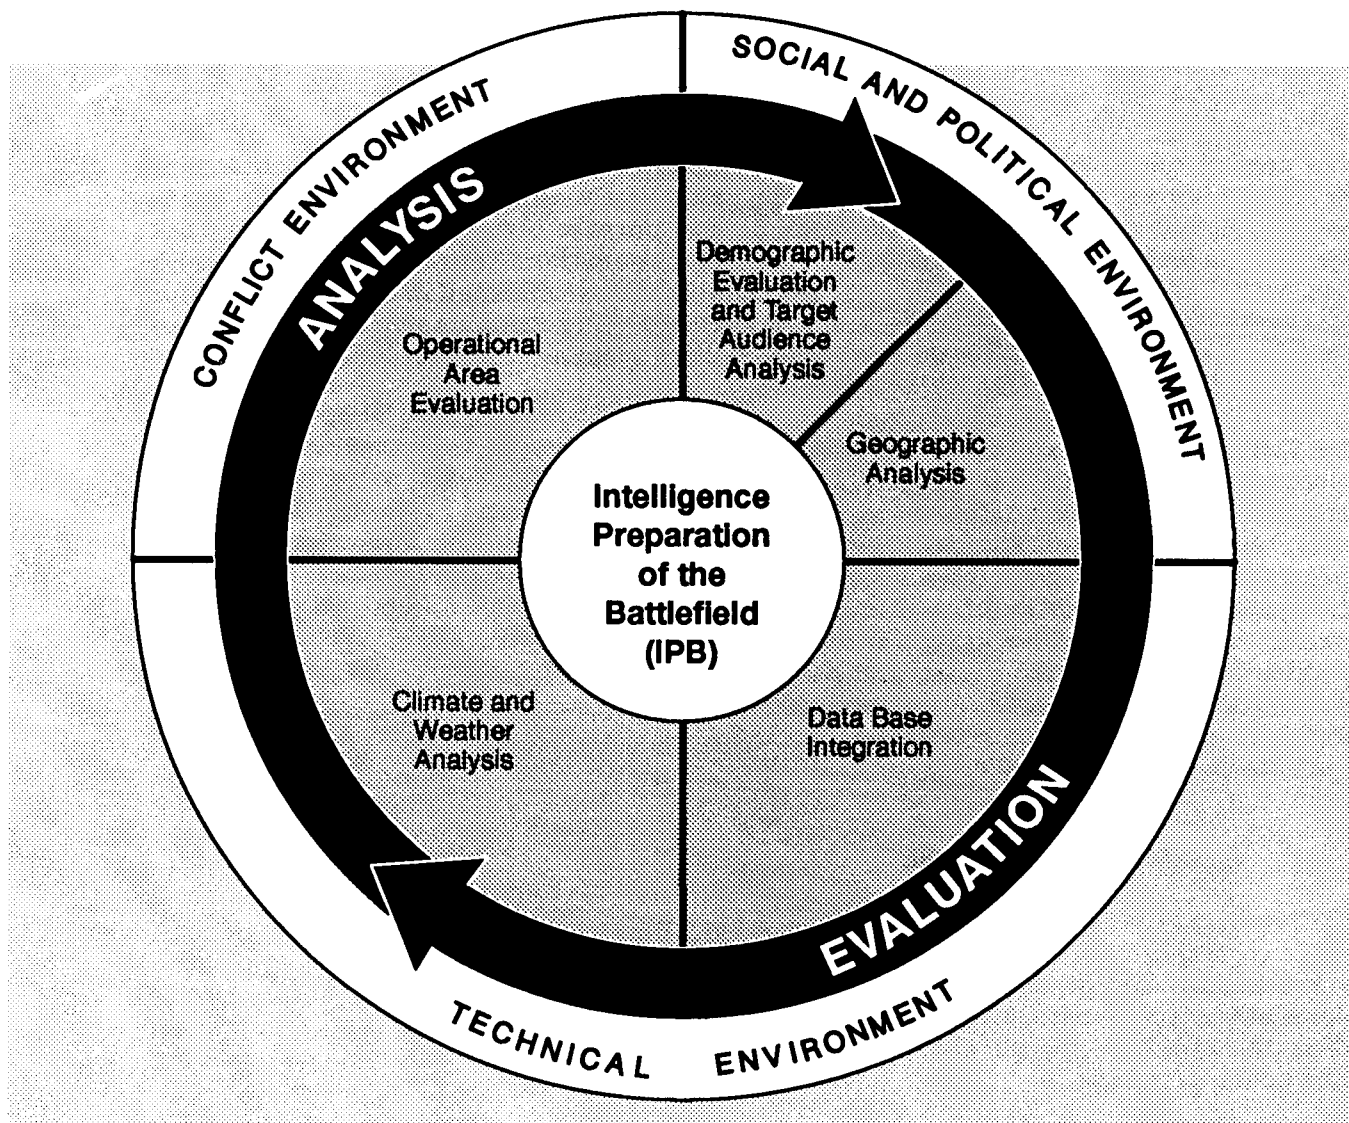 CONFLICT ENVIRONMENT
SOCIAL AND POLITICAL ENVIRONMENT
ANALYSIS
Demographic
Evaluation
and Target
Audience
Analysis
Operational
Area
Evaluation
Geographic
Analysis
Intelligence
Preparation
of the
Battlefield
(IPB)
Climate and
Weather
Analysis
Data Base
Integration
EVALUATION
TECHNICAL ENVIRONMENT